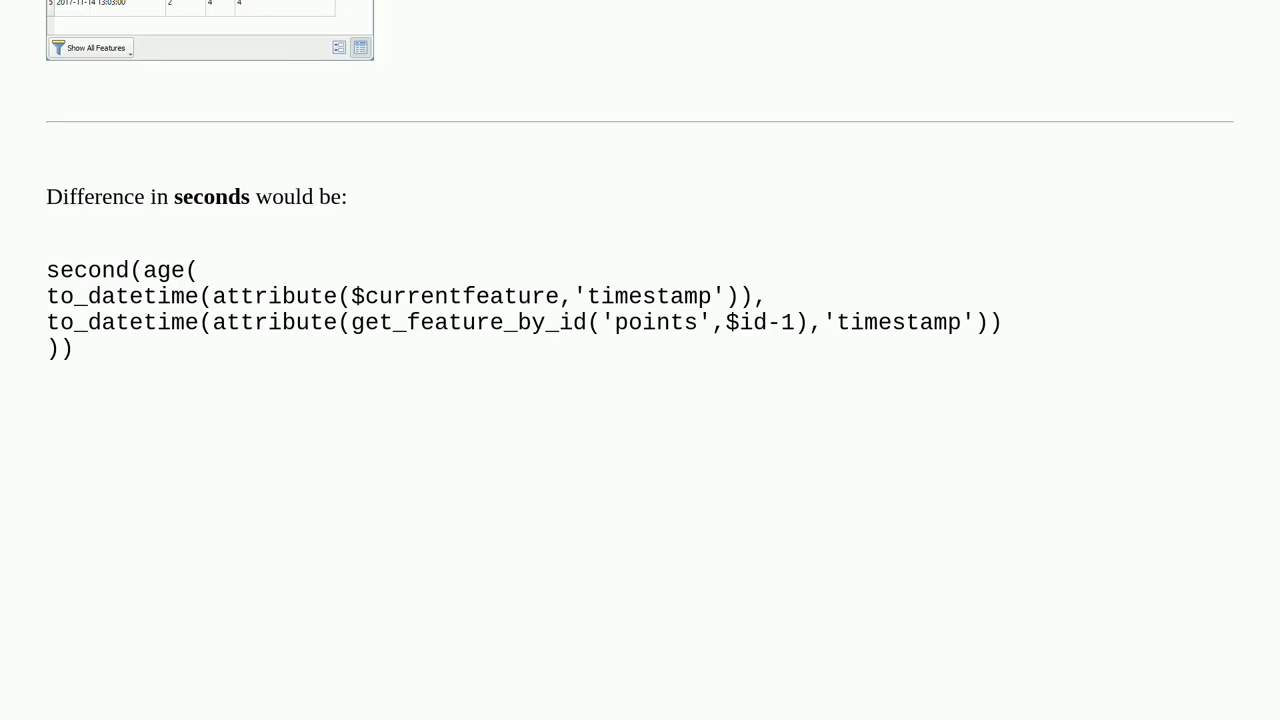 5 2017-11-14 13:03:00 2 4 4
Show All Features
Difference in seconds would be:
second(age(
to_datetime(attribute($currentfeature,'timestamp')),
to_datetime(attribute(get_feature_by_id('points',$id-1),'timestamp'))
))